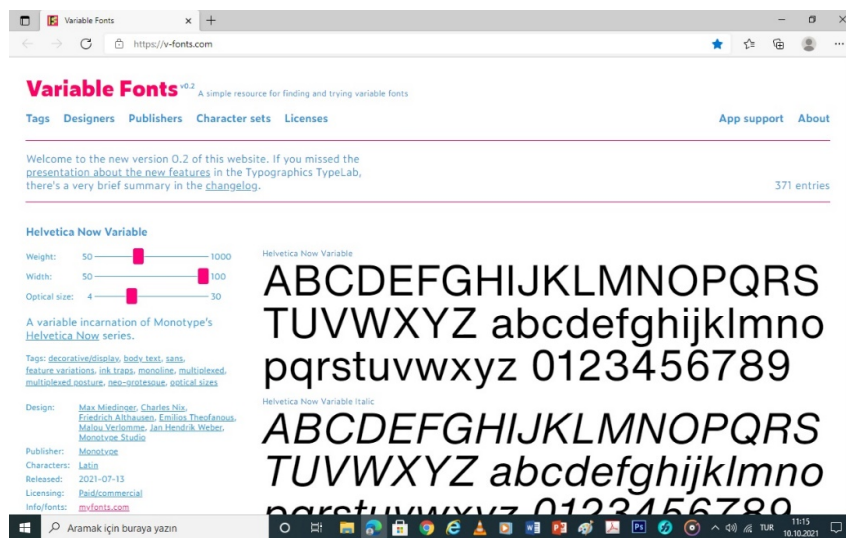 Variable Fonts
https://v-fonts.com
Variable Fonts v0.2 A simple resource for finding and trying variable fonts
Tags Designers Publishers Character sets Licenses App support About
Welcome to the new version 0.2 of this website. If you missed the
presentation about the new features in the Typographics TypeLab,
there's a very brief summary in the changelog.
371 entries
Helvetica Now Variable
Weight: 50 1000
Width: 50 100
Optical size: 4 30
A variable incarnation of Monotype's
Helvetica Now series.
Tags: decorative/display, body text, sans,
feature variations, ink traps, monoline, multiplexed,
multiplexed posture, neo-grotesque, optical sizes
Design: Max Miedinger, Charles Nix,
Friedrich Althausen, Emilios Theofanous,
Malou Verlomme, Jan Hendrik Weber,
Monotype Studio
Publisher: Monotype
Characters: Latin
Released: 2021-07-13
Licensing: Paid/commercial
Info/fonts: myfonts.com
Helvetica Now Variable
ABCDEFGHIJKLMNOPQRS
TUVWXYZ abcdefghijklmno
pqrstuvwxyz 0123456789
Helvetica Now Variable Italic
ABCDEFGHIJKLMNOPQRS
TUVWXYZ abcdefghijklmno
pqrstuvwxyz 0123456789
Aramak için buraya yazın
Ps
TUR
11:15
10.10.2021